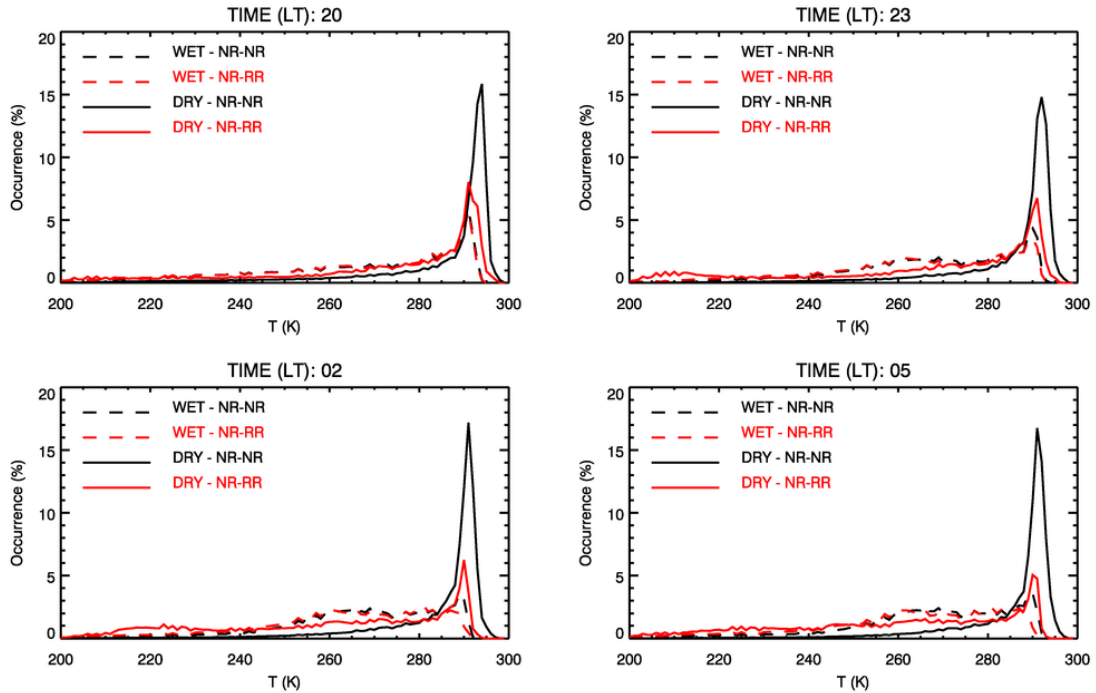 TIME (LT): 20
20
15
10
5
0
Occurrence (%)
WET - NR-NR
WET - NR-RR
DRY - NR-NR
DRY - NR-RR
200 220 240 260 280 300
T (K)
TIME (LT): 23
20
15
10
5
0
Occurrence (%)
WET - NR-NR
WET - NR-RR
DRY - NR-NR
DRY - NR-RR
200 220 240 260 280 300
T (K)
TIME (LT): 02
20
15
10
5
0
Occurrence (%)
WET - NR-NR
WET - NR-RR
DRY - NR-NR
DRY - NR-RR
200 220 240 260 280 300
T (K)
TIME (LT): 05
20
15
10
5
0
Occurrence (%)
WET - NR-NR
WET - NR-RR
DRY - NR-NR
DRY - NR-RR
200 220 240 260 280 300
T (K)